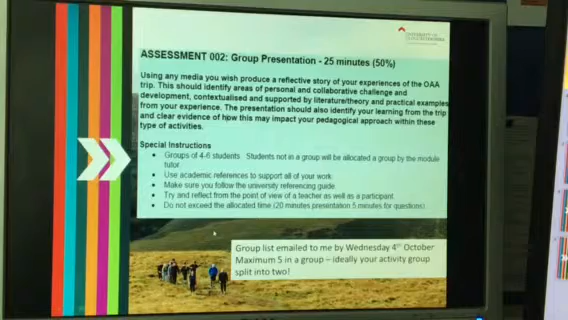 UNIVERSITY OF
GLOUCESTERSHIRE
ASSESSMENT 002: Group Presentation - 25 minutes (50%)
Using any media you wish produce a reflective story of your experiences of the OAA
trip. This should identify areas of personal and collaborative challenge and
development, contextualised and supported by literature/theory and practical examples
from your experience. The presentation should also identify your learning from the trip
and clear evidence of how this may impact your pedagogical approach within these
type of activities.
Special Instructions
• Groups of 4-6 students. Students not in a group will be allocated a group by the module
tutor.
• Use academic references to support all of your work
• Make sure you follow the university referencing guide
• Try and reflect from the point of view of a teacher as well as a participant.
• Do not exceed the allocated time (20 minutes presentation 5 minutes for questions)
Group list emailed to me by Wednesday 4th October
Maximum 5 in a group – ideally your activity group
split into two!